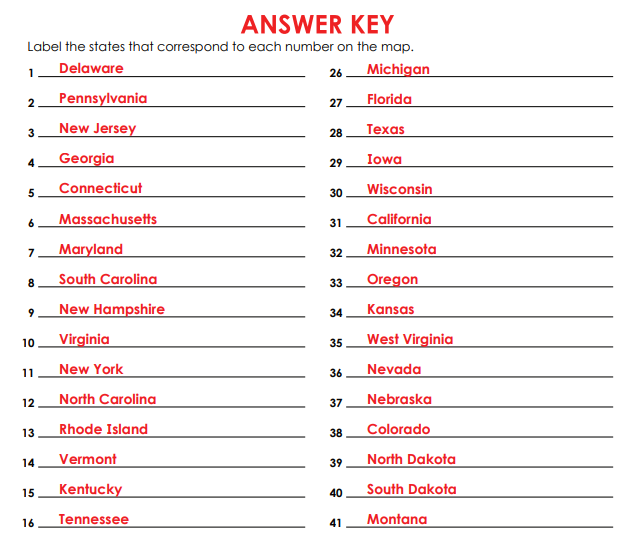 ANSWER KEY
Label the states that correspond to each number on the map.
1 Delaware
2 Pennsylvania
3 New Jersey
4 Georgia
5 Connecticut
6 Massachusetts
7 Maryland
8 South Carolina
9 New Hampshire
10 Virginia
11 New York
12 North Carolina
13 Rhode Island
14 Vermont
15 Kentucky
16 Tennessee
26 Michigan
27 Florida
28 Texas
29 Iowa
30 Wisconsin
31 California
32 Minnesota
33 Oregon
34 Kansas
35 West Virginia
36 Nevada
37 Nebraska
38 Colorado
39 North Dakota
40 South Dakota
41 Montana